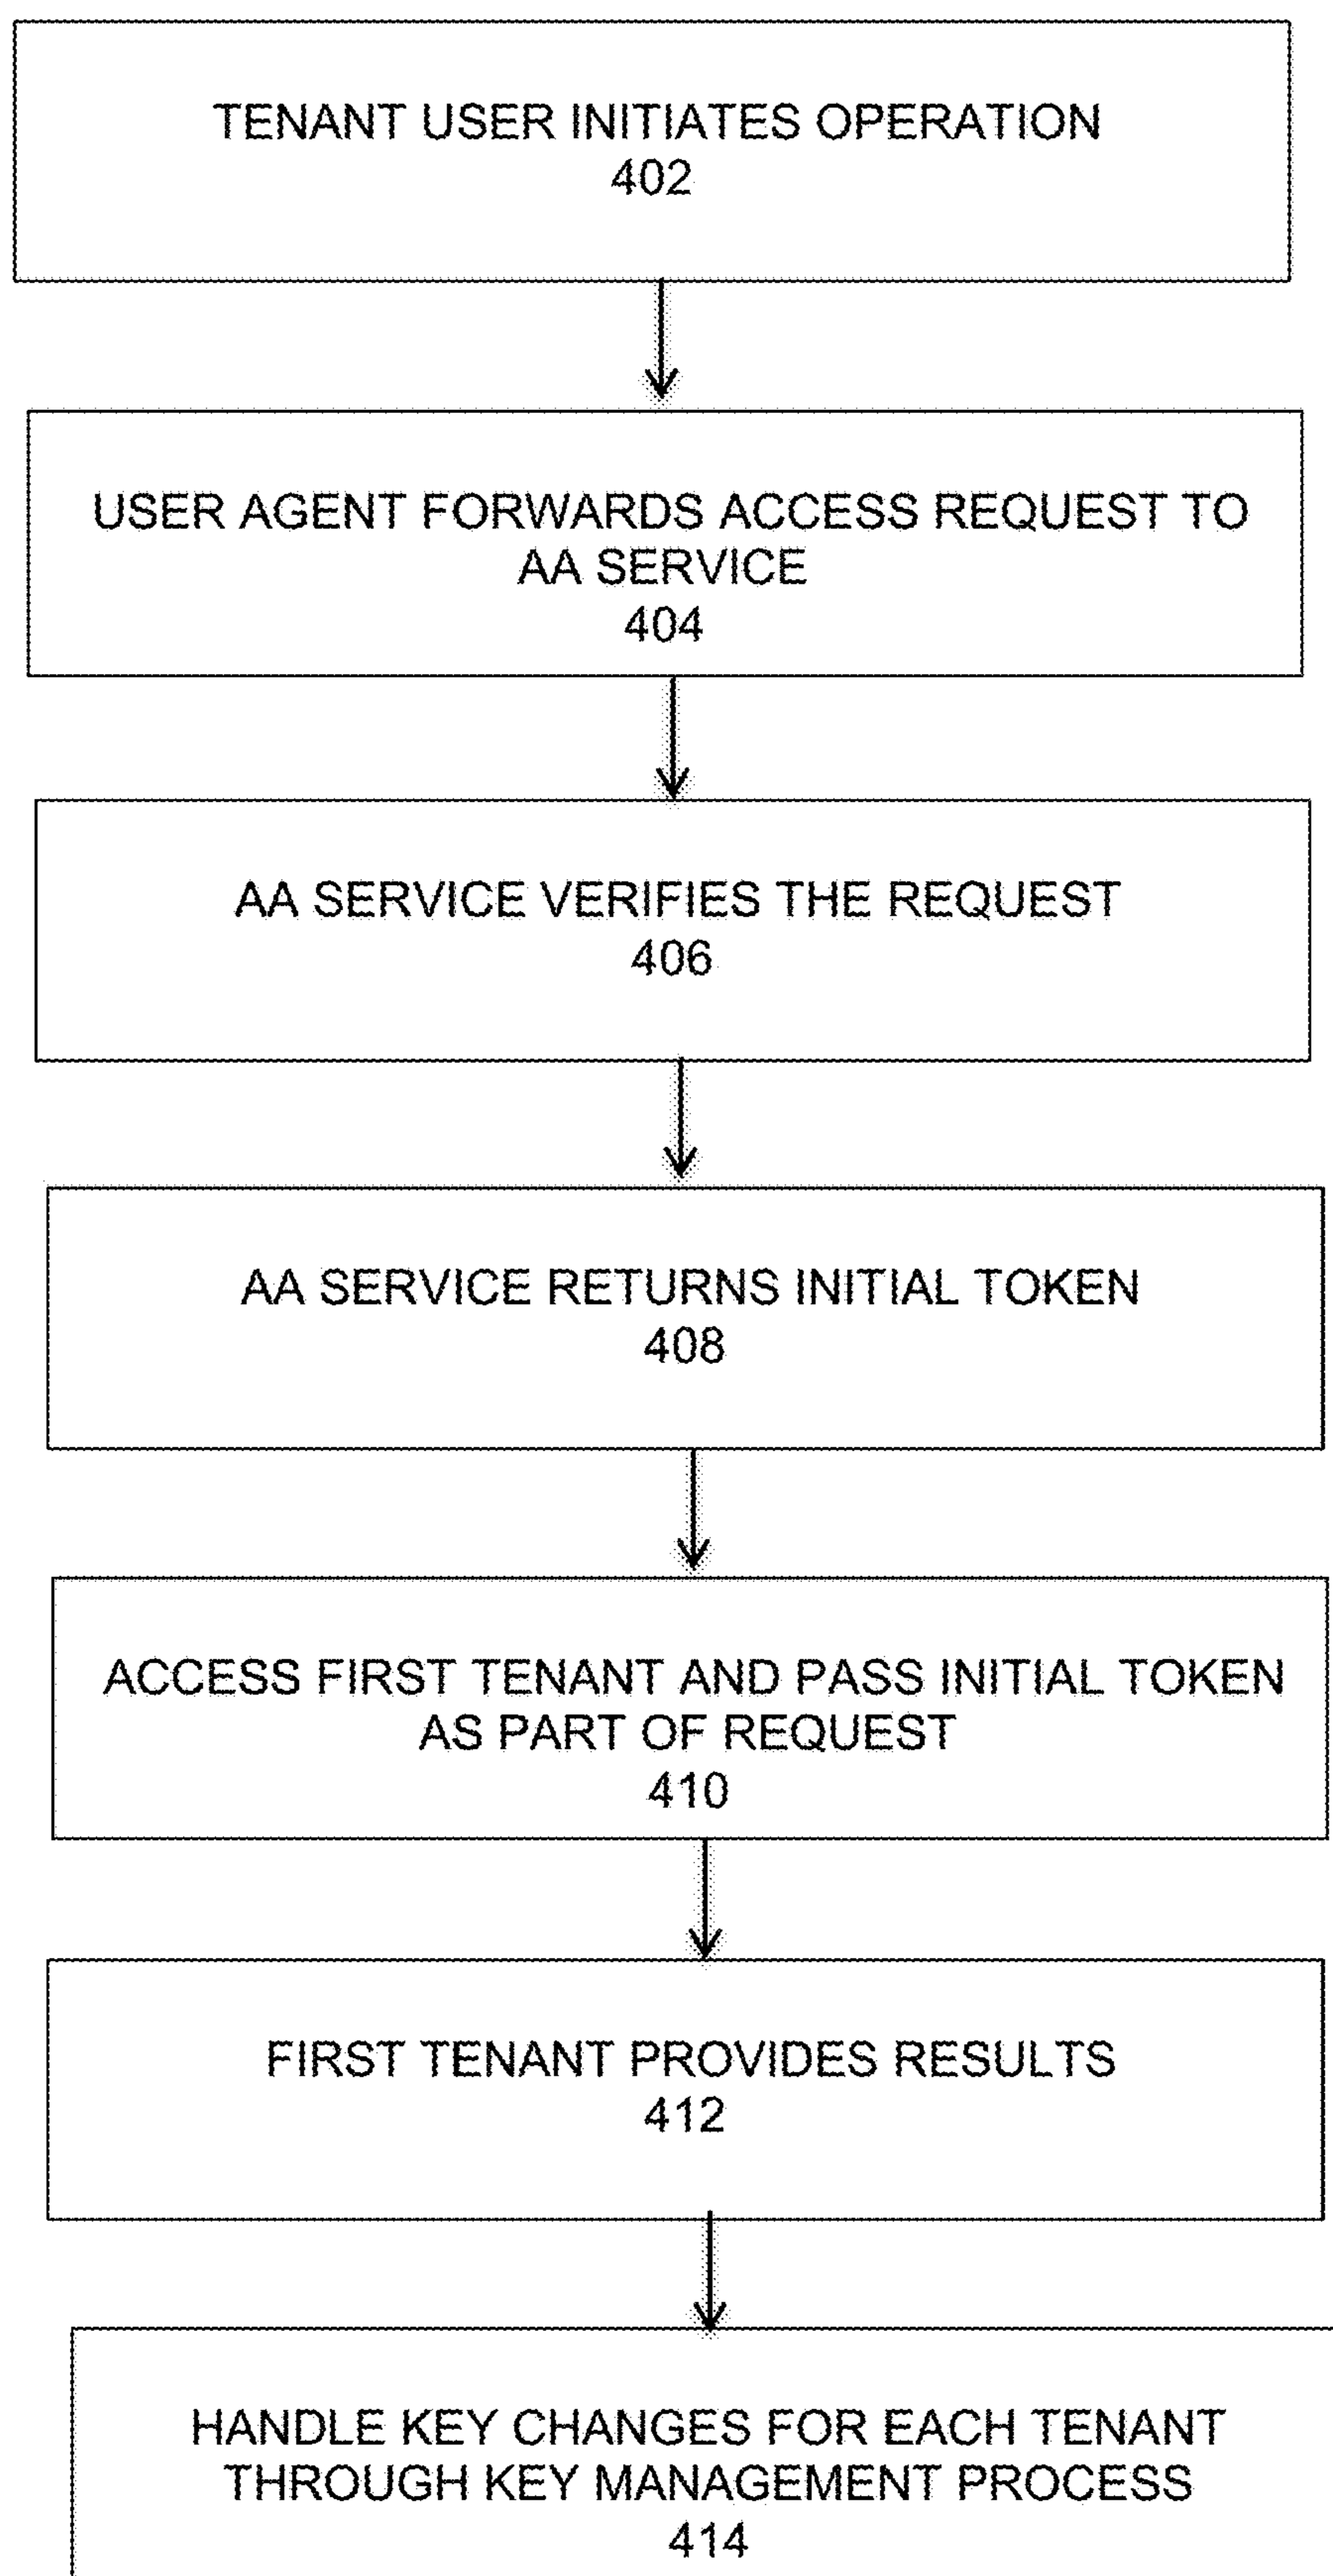 TENANT USER INITIATES OPERATION
402
USER AGENT FORWARDS ACCESS REQUEST TO
AA SERVICE
404
AA SERVICE VERIFIES THE REQUEST
406
AA SERVICE RETURNS INITIAL TOKEN
408
ACCESS FIRST TENANT AND PASS INITIAL TOKEN
AS PART OF REQUEST
410
FIRST TENANT PROVIDES RESULTS
412
HANDLE KEY CHANGES FOR EACH TENANT
THROUGH KEY MANAGEMENT PROCESS
414